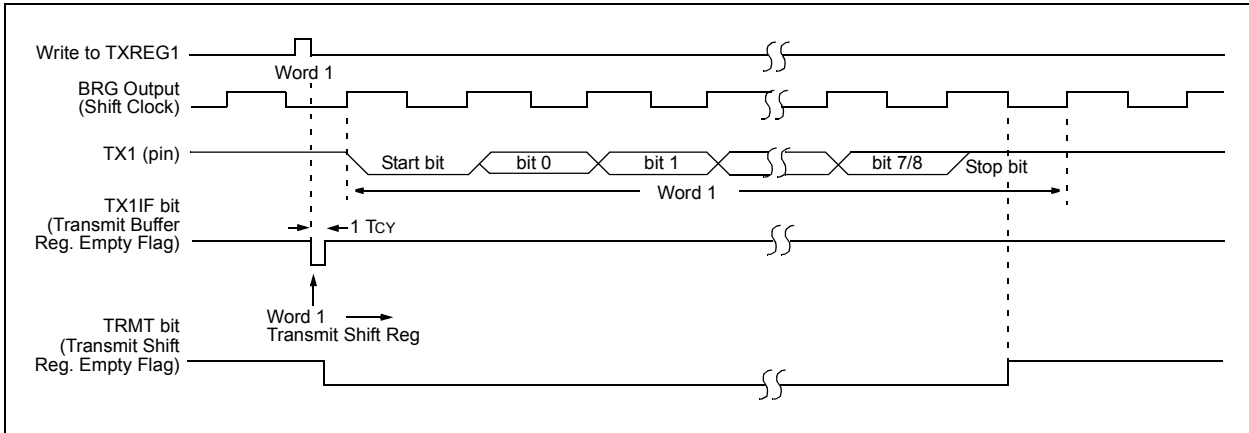 Write to TXREG1
Word 1
BRG Output
(Shift Clock)
TX1 (pin)
Start bit
bit 0
bit 1
bit 7/8
Stop bit
Word 1
TX1IF bit
(Transmit Buffer
Reg. Empty Flag)
1 TCY
Word 1
Transmit Shift Reg
TRMT bit
(Transmit Shift
Reg. Empty Flag)